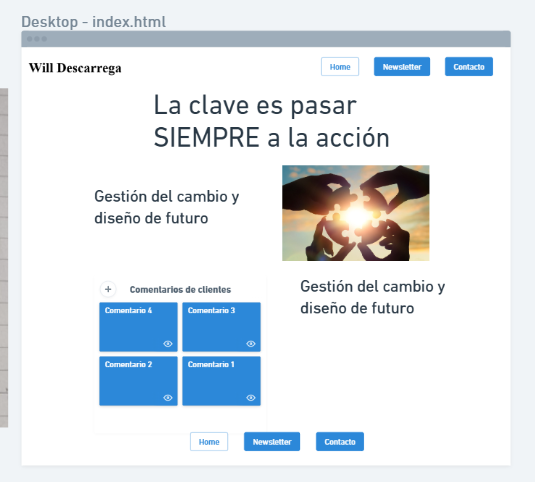 Desktop - index.html
Will Descarrega
Home
Newsletter
Contacto
La clave es pasar
SIEMPRE a la acción
Gestión del cambio y
diseño de futuro
Gestión del cambio y
diseño de futuro
+ Comentarios de clientes
Comentario 4
Comentario 3
Comentario 2
Comentario 1
Home
Newsletter
Contacto